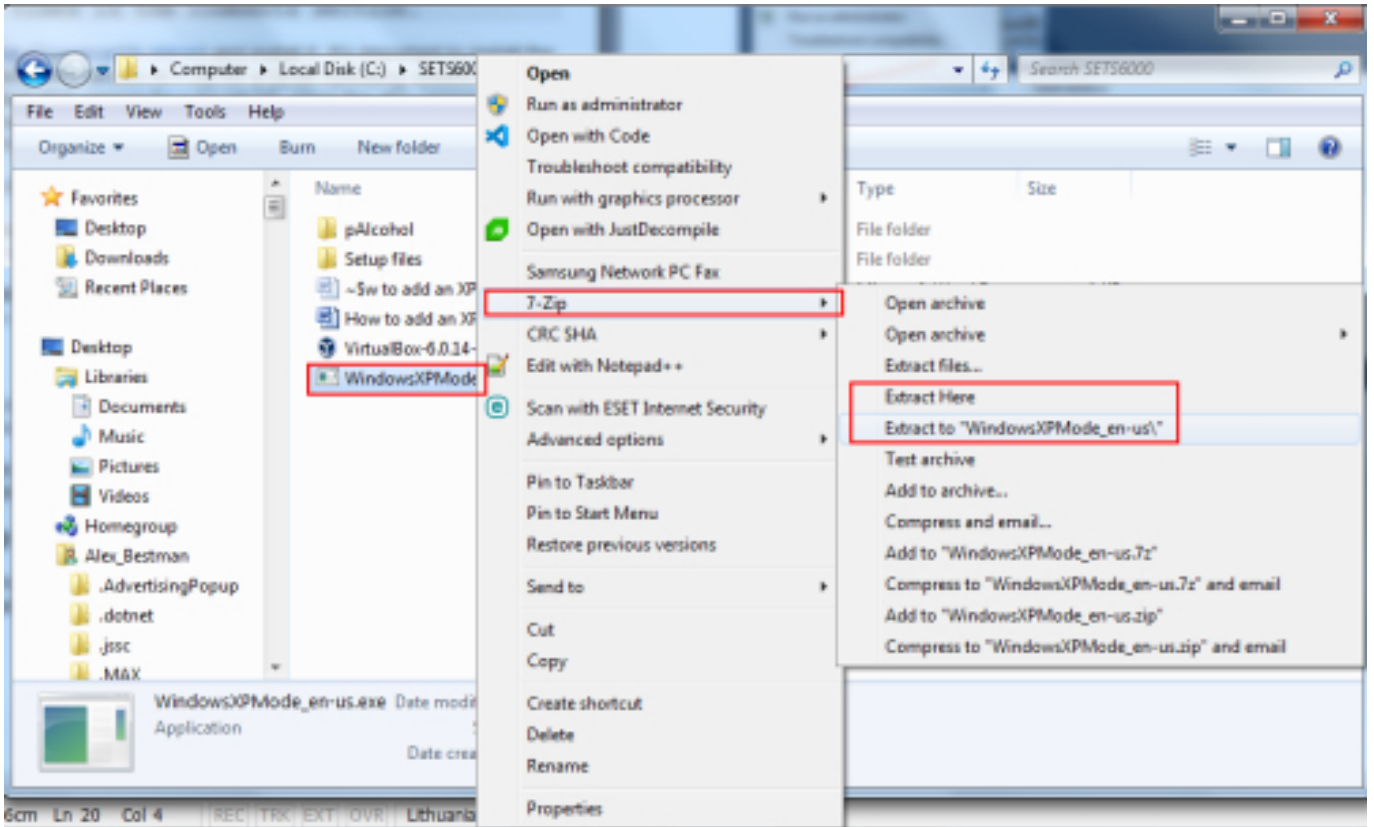 Computer ▸ Local Disk (C:) ▸ SETS600
Search SETS6000
File Edit View Tools Help
Organize Open Burn New folder
Favorites
Desktop
Downloads
Recent Places
Desktop
Libraries
Documents
Music
Pictures
Videos
Homegroup
Alex_Bestman
.AdvertisingPopup
.dotnet
.jssc
.MAX
Name
pAlcohol
Setup files
~$w to add an XP
How to add an XP
VirtualBox-6.0.14-
WindowsXPMode
Type Size
File folder
File folder
Open
Run as administrator
Open with Code
Troubleshoot compatibility
Run with graphics processor
Open with JustDecompile
Samsung Network PC Fax
7-Zip
CRC SHA
Edit with Notepad++
Scan with ESET Internet Security
Advanced options
Pin to Taskbar
Pin to Start Menu
Restore previous versions
Send to
Cut
Copy
Create shortcut
Delete
Rename
Properties
Open archive
Open archive
Extract files...
Extract Here
Extract to "WindowsXPMode_en-us\"
Test archive
Add to archive...
Compress and email...
Add to "WindowsXPMode_en-us.7z"
Compress to "WindowsXPMode_en-us.7z" and email
Add to "WindowsXPMode_en-us.zip"
Compress to "WindowsXPMode_en-us.zip" and email
WindowsXPMode_en-us.exe Date modi
Application
Date crea
6cm Ln 20 Col 4 REC TRK EXT OVR Lithuania